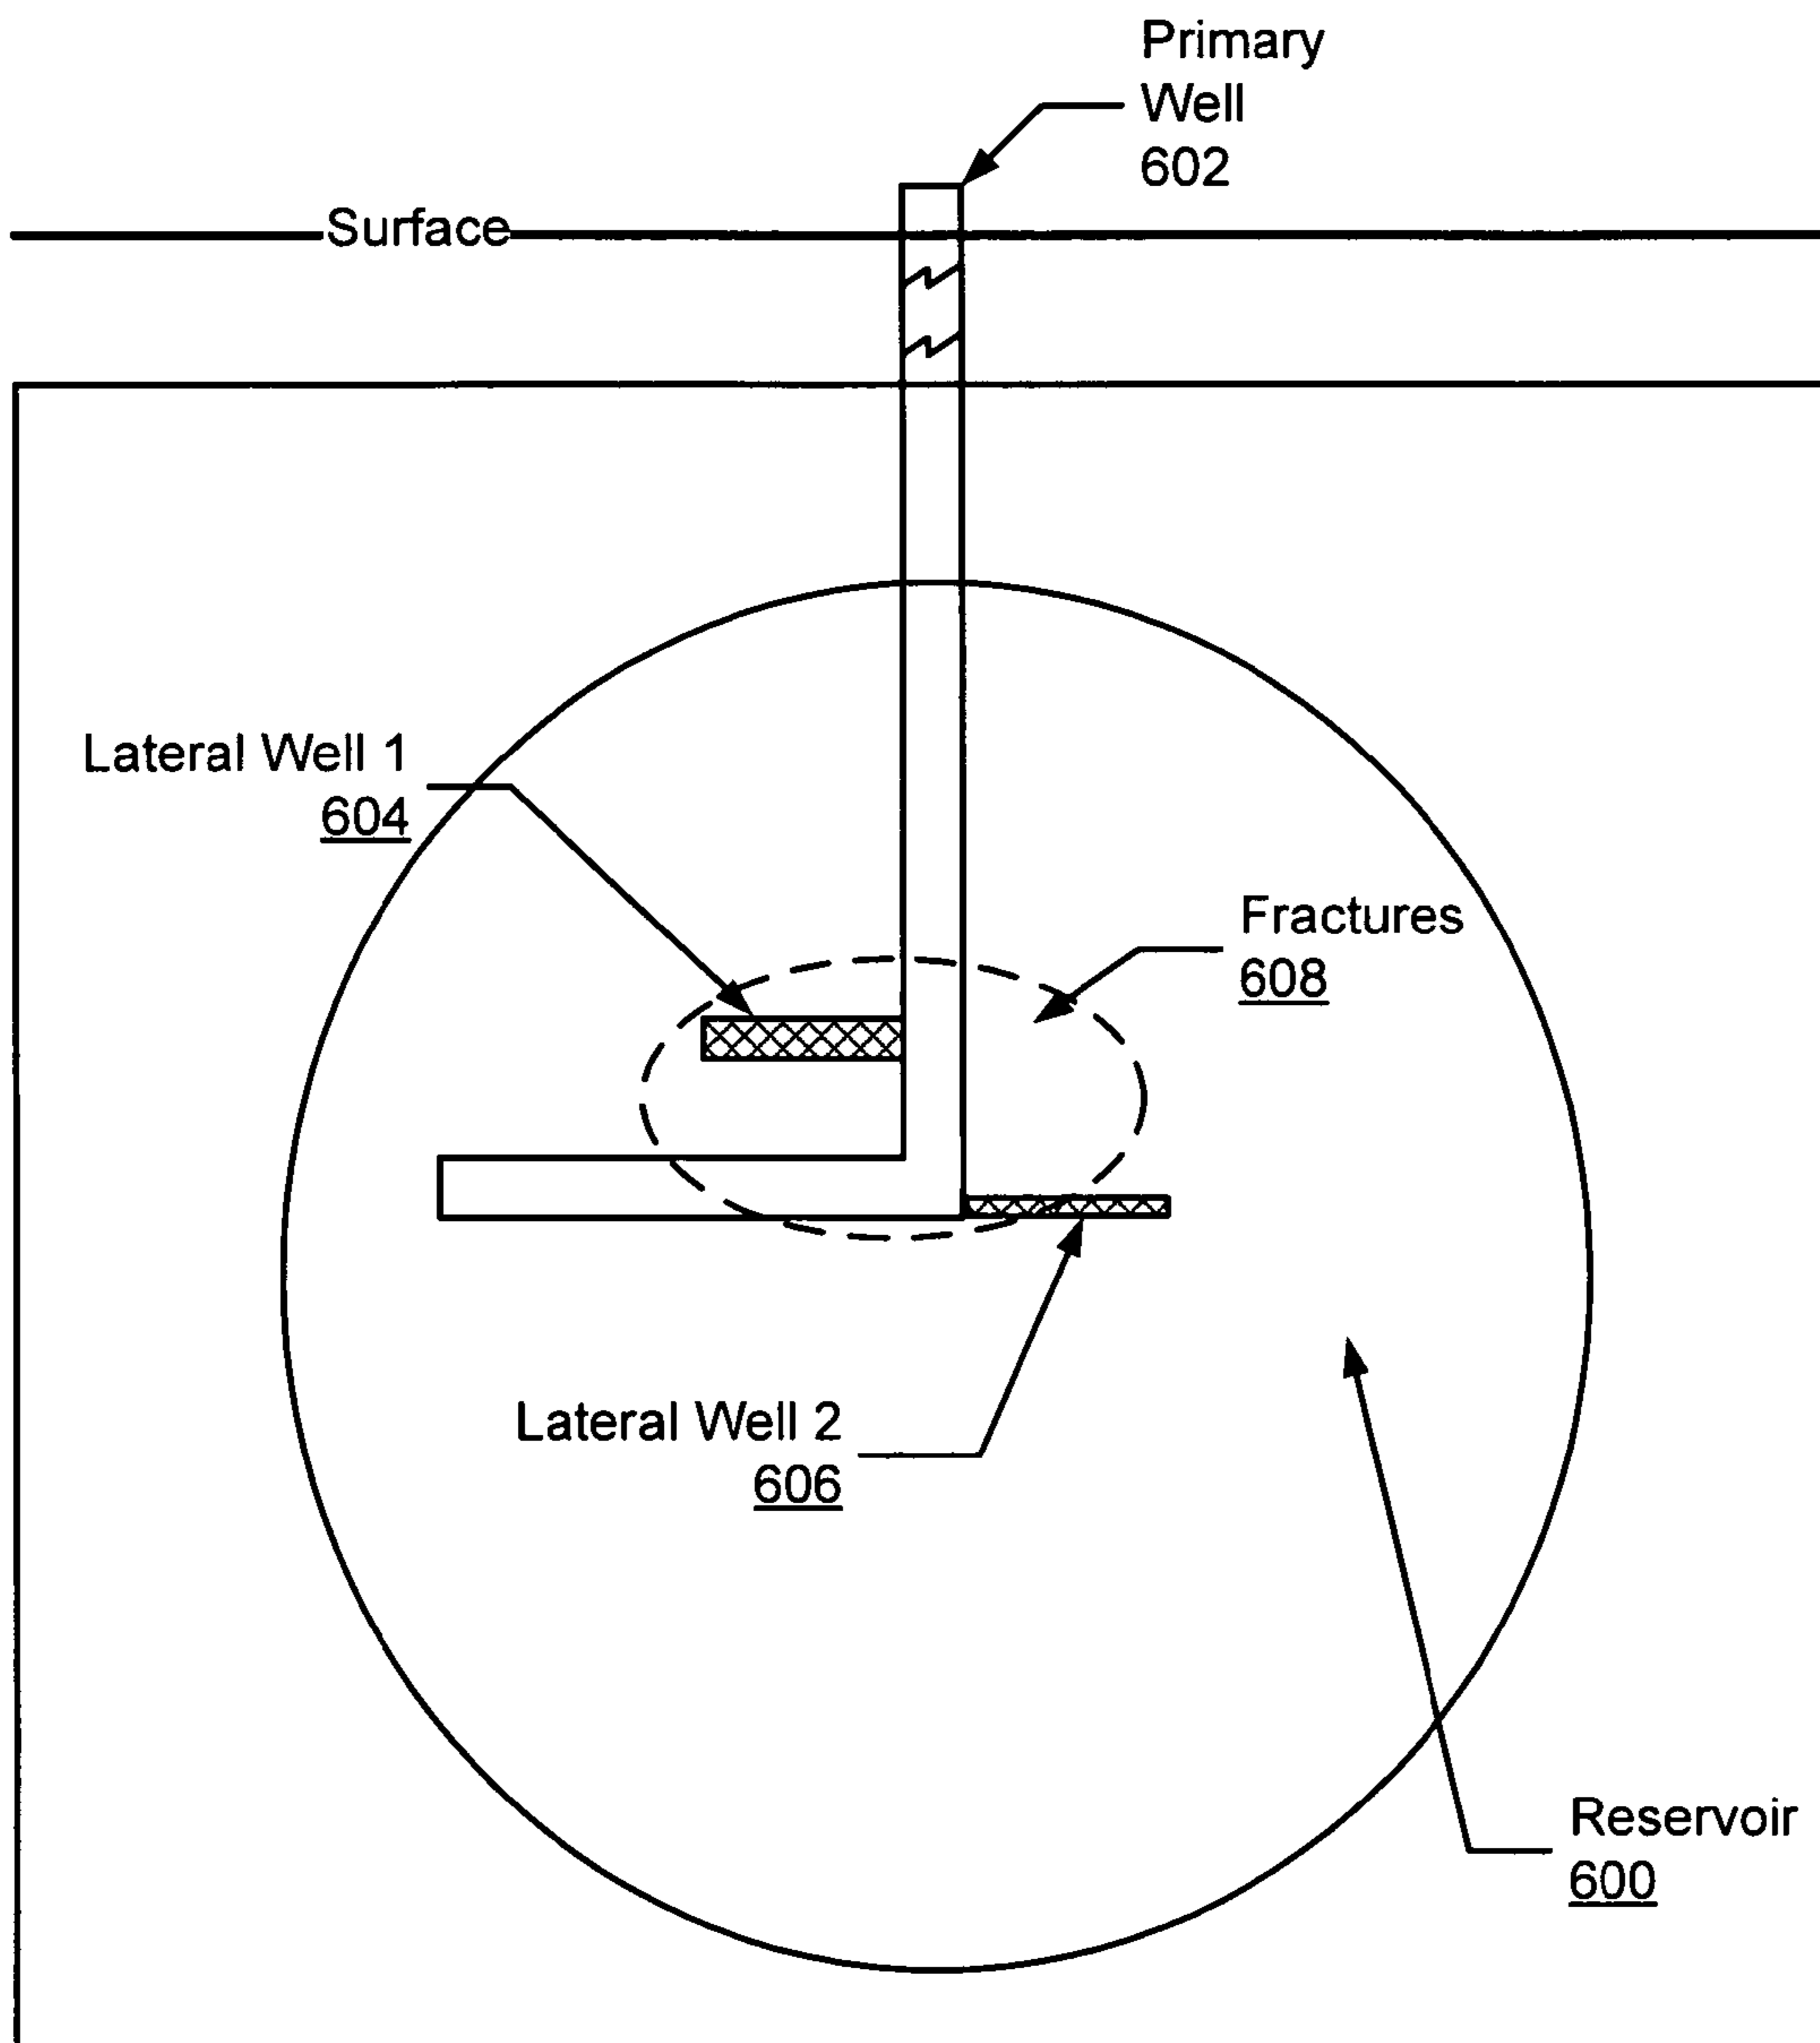 Primary
Well
602
Surface
Lateral Well 1
604
Fractures
608
Lateral Well 2
606
Reservoir
600